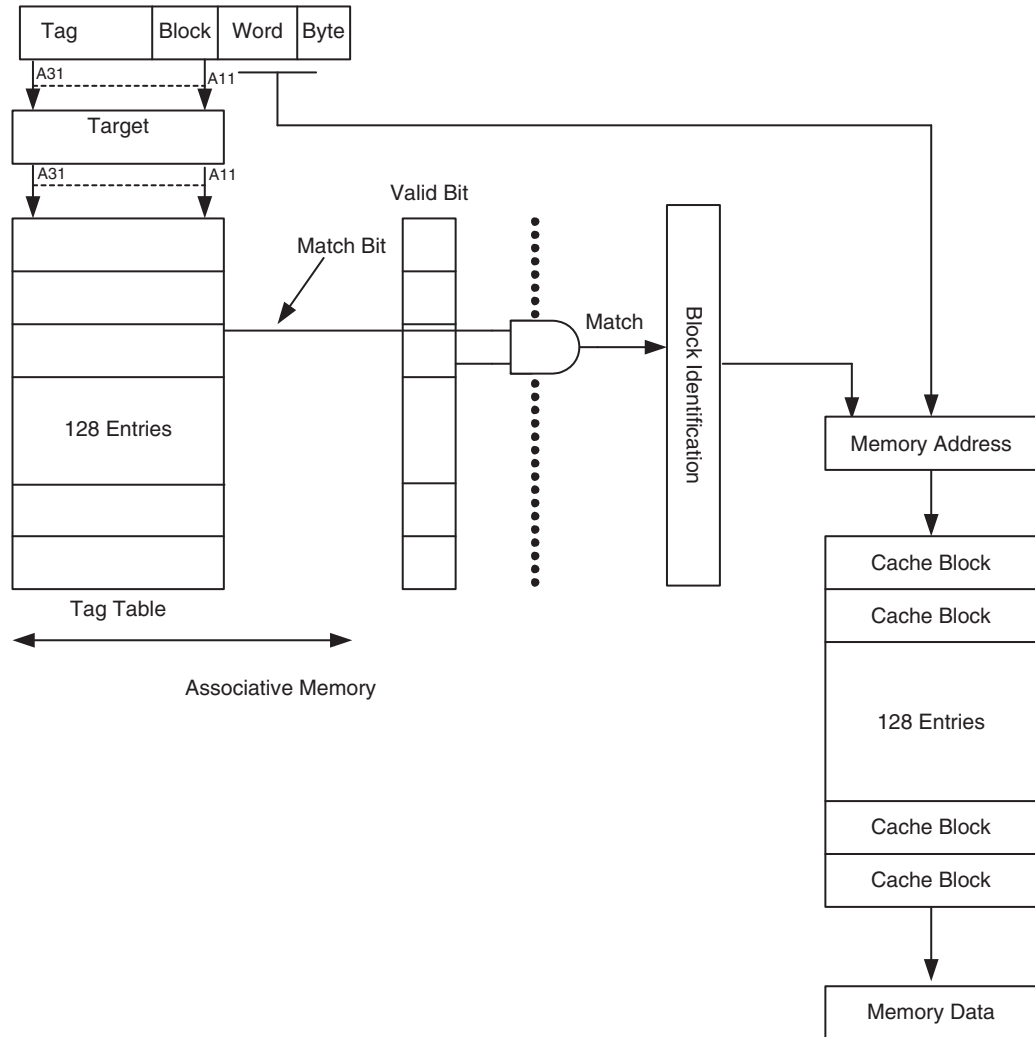 Tag Block Word Byte
A31 A11
Target
A31 A11
Valid Bit
Match Bit
Match
Block Identification
128 Entries
Memory Address
Cache Block
Cache Block
128 Entries
Cache Block
Cache Block
Tag Table
Associative Memory
Memory Data